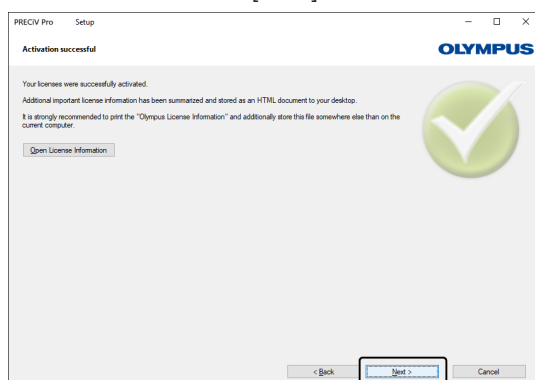 PRECiV Pro Setup
Activation successful
OLYMPUS
Your licenses were successfully activated.
Additional important license information has been summarized and stored as an HTML document to your desktop.
It is strongly recommended to print the "Olympus License Information" and additionally store this file somewhere else than on the
current computer.
Open License Information
< Back Next > Cancel